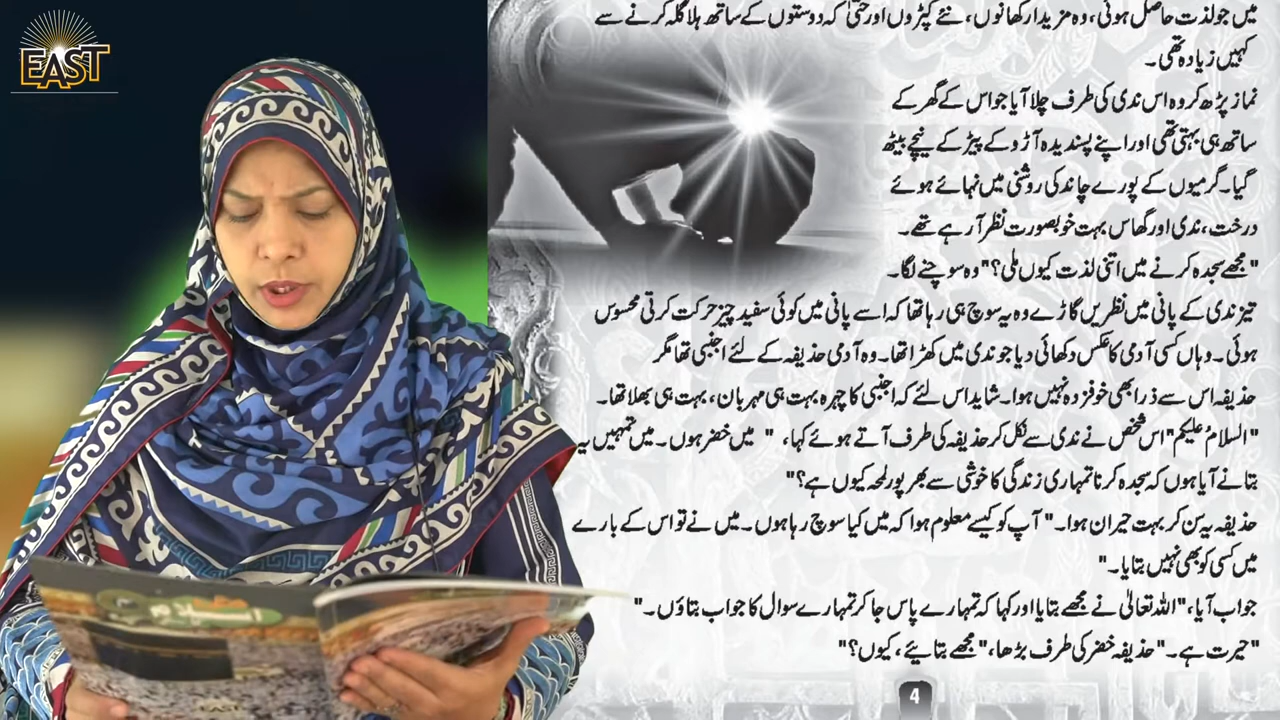 EAST
میں جو لذت حاصل ہوئی، وہ مزیدار کھانوں، نئے کپڑوں اور حتیٰ کہ دوستوں کے ساتھ ہلا گلہ کرنے سے
کہیں زیادہ تھی۔
نماز پڑھ کر وہ اس ندی کی طرف چلا آیا جو اس کے گھر کے
ساتھ ہی بہتی تھی اور اپنے پسندیدہ آڑو کے پیڑ کے نیچے بیٹھ
گیا۔ گرمیوں کے پورے چاند کی روشنی میں نہائے ہوئے
درخت، ندی اور گھاس بہت خوبصورت نظر آ رہے تھے۔
"مجھے سجدہ کرنے میں اتنی لذت کیوں ملی؟" وہ سوچنے لگا۔
تیز ندی کے پانی میں نظریں گاڑے وہ یہ سوچ ہی رہا تھا کہ اسے پانی میں کوئی سفید چیز حرکت کرتی محسوس
ہوئی۔ وہاں کسی آدمی کا عکس دکھائی دیا جو ندی میں کھڑا تھا۔ وہ آدمی حذیفہ کے لئے اجنبی تھا مگر
حذیفہ اس سے ذرا بھی خوفزدہ نہیں ہوا۔ شاید اس لئے کہ اجنبی کا چہرہ بہت ہی مہربان، بہت ہی بھلا تھا۔
"السلامُ علیکم" اس شخص نے ندی سے نکل کر حذیفہ کی طرف آتے ہوئے کہا، " میں خضر ہوں۔ میں تمہیں یہ
بتانے آیا ہوں کہ سجدہ کرنا تمہاری زندگی کا خوشی سے بھرپور لمحہ کیوں ہے؟"
حذیفہ یہ سن کر بہت حیران ہوا۔ " آپ کو کیسے معلوم ہوا کہ میں کیا سوچ رہا ہوں۔ میں نے تو اس کے بارے
میں کسی کو بھی نہیں بتایا۔"
جواب آیا، "اللہ تعالیٰ نے مجھے بتایا اور کہا کہ تمہارے پاس جا کر تمہارے سوال کا جواب بتاؤں۔"
"حیرت ہے۔" حذیفہ خضر کی طرف بڑھا، "مجھے بتایئے، کیوں؟"
4